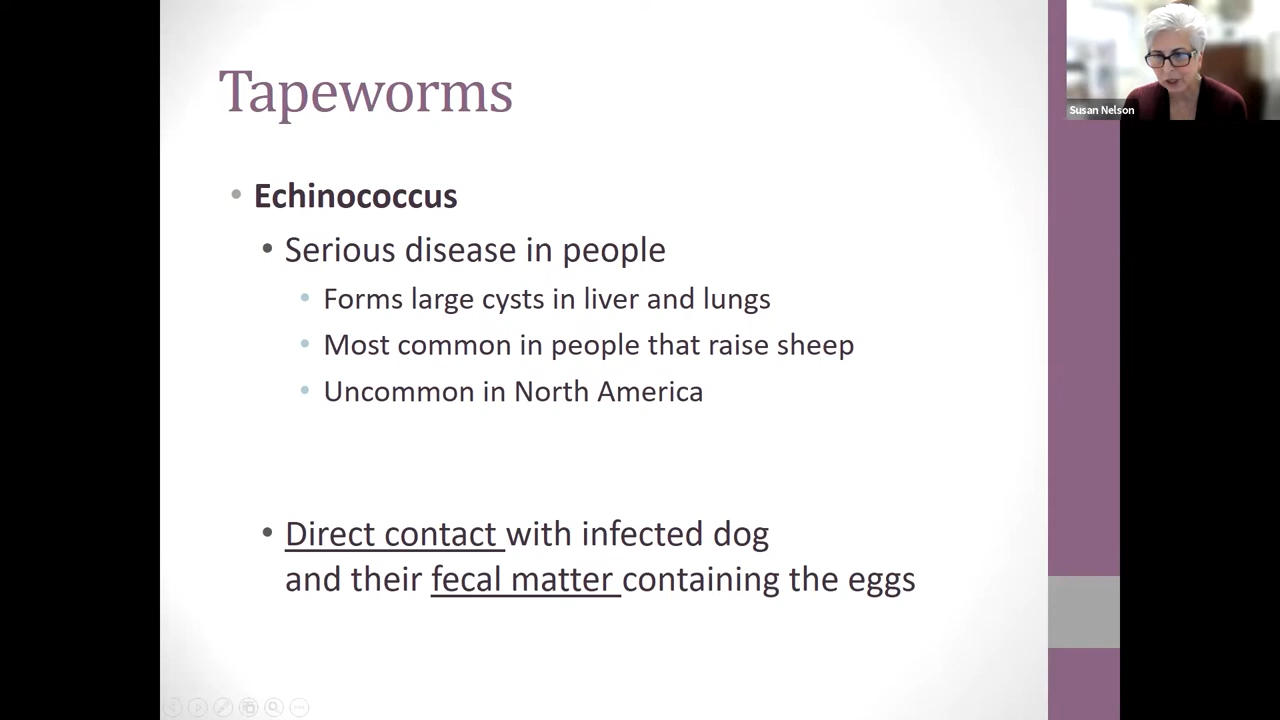 Tapeworms
Susan Nelson
• Echinococcus
• Serious disease in people
• Forms large cysts in liver and lungs
• Most common in people that raise sheep
• Uncommon in North America
• Direct contact with infected dog
and their fecal matter containing the eggs